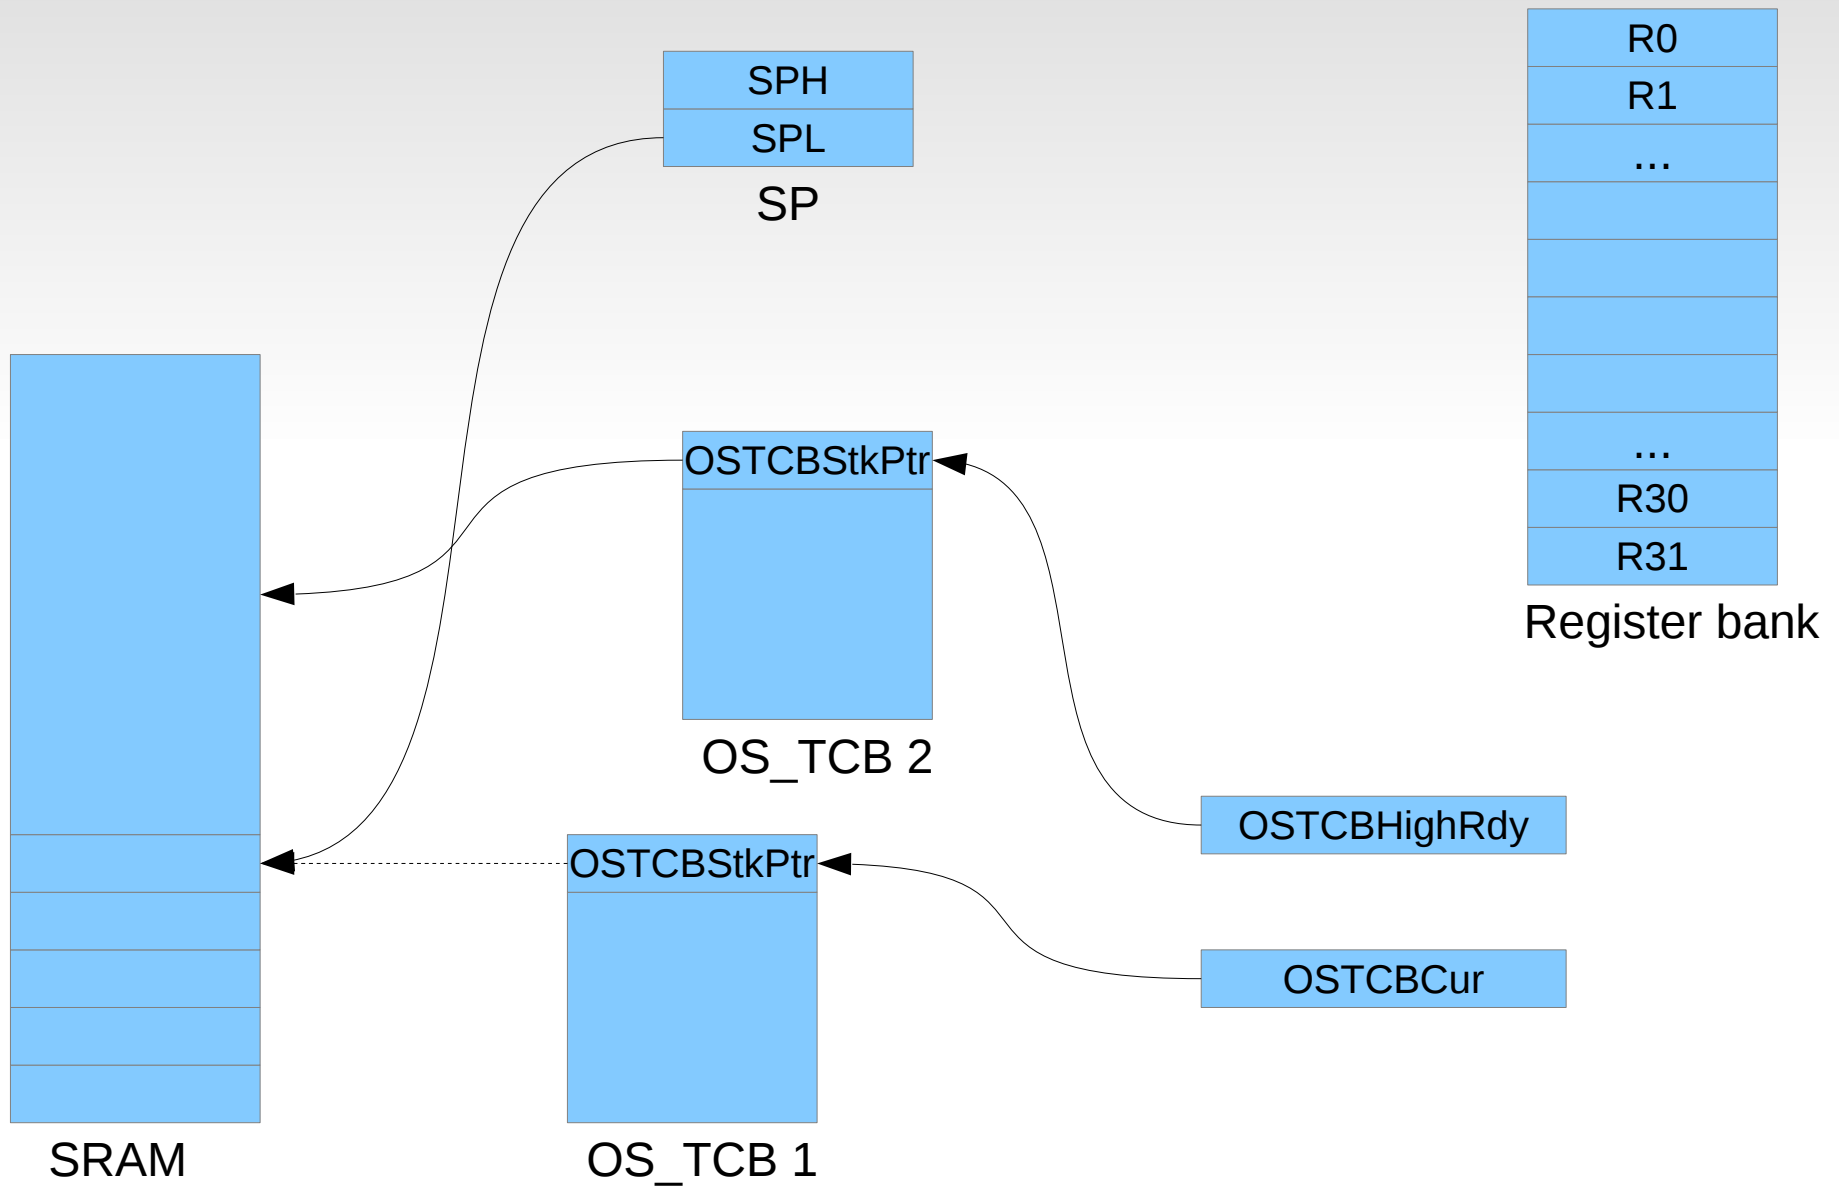 SPH
SPL
SP
R0
R1
...
...
R30
R31
Register bank
OSTCBStkPtr
OS_TCB 2
OSTCBHighRdy
OSTCBStkPtr
OSTCBCur
SRAM
OS_TCB 1